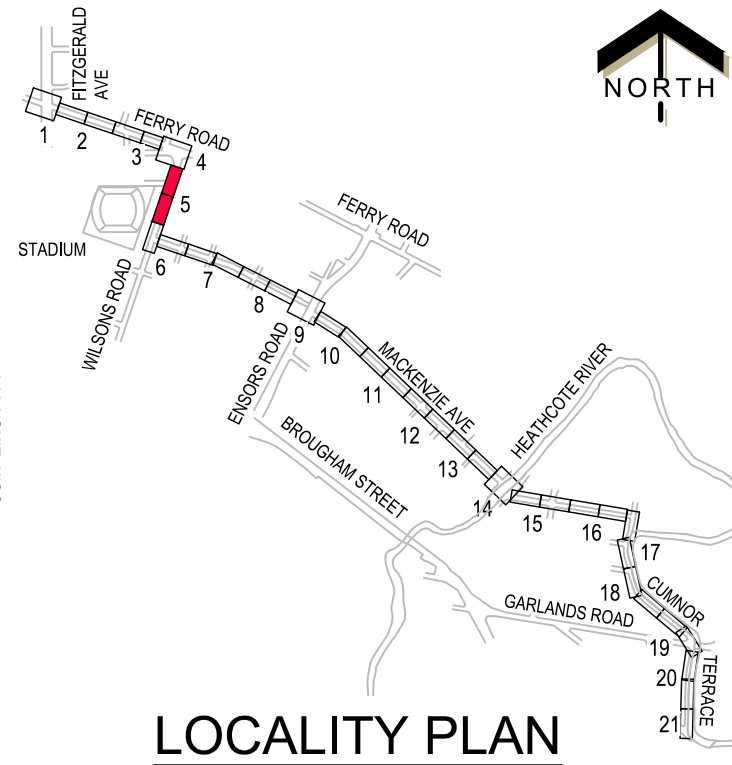 FITZGERALD
AVE
NORTH
1
2
3
FERRY ROAD
4
5
STADIUM
6
WILSONS ROAD
7
8
FERRY ROAD
9
ENSORS ROAD
10
MACKENZIE AVE
11
12
13
HEATHCOTE RIVER
BROUGHAM STREET
14
15
16
17
18
CUMNOR
GARLANDS ROAD
19
20
TERRACE
21
LOCALITY PLAN